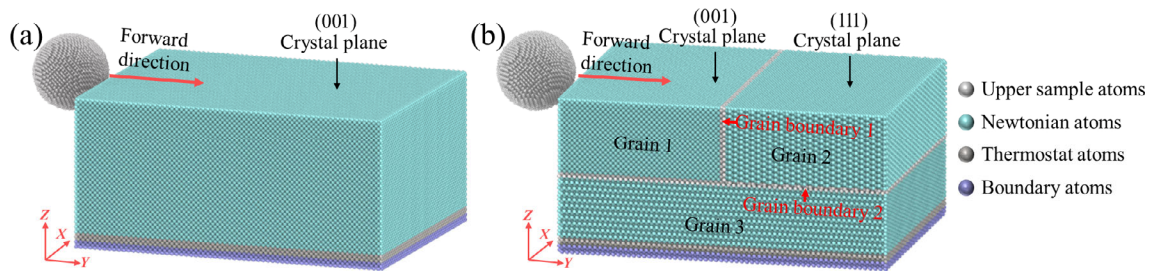 (a)
Forward
direction
(001)
Crystal plane
Z
X
Y
(b)
Forward
direction
(001)
Crystal plane
(111)
Crystal plane
Grain boundary 1
Grain 1
Grain 2
Grain boundary 2
Grain 3
Z
X
Y
Upper sample atoms
Newtonian atoms
Thermostat atoms
Boundary atoms